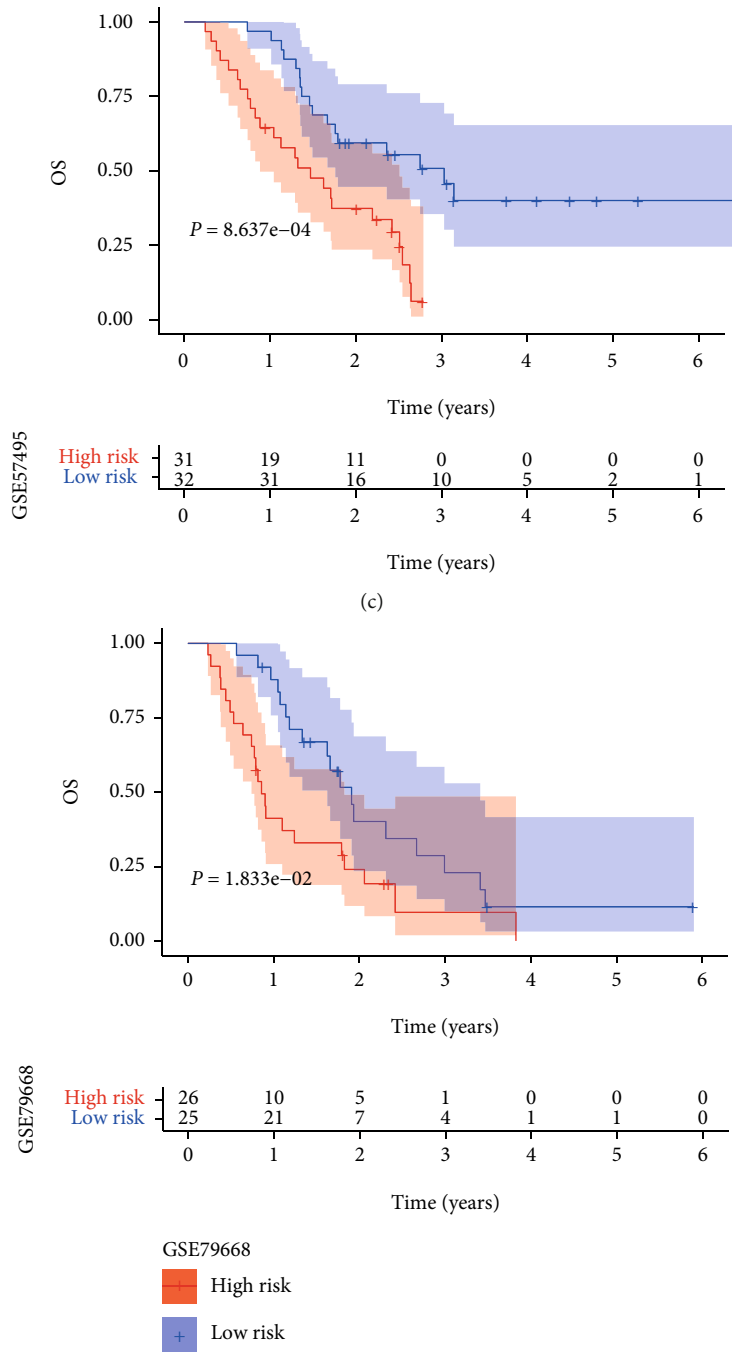 1.00
0.75
0.50
0.25
0.00
OS
P = 8.637e–04
0 1 2 3 4 5 6
Time (years)
GSE57495
High risk 31 19 11 0 0 0 0
Low risk 32 31 16 10 5 2 1
0 1 2 3 4 5 6
Time (years)
(c)
1.00
0.75
0.50
0.25
0.00
OS
P = 1.833e–02
0 1 2 3 4 5 6
Time (years)
GSE79668
High risk 26 10 5 1 0 0 0
Low risk 25 21 7 4 1 1 0
0 1 2 3 4 5 6
Time (years)
GSE79668
High risk
Low risk